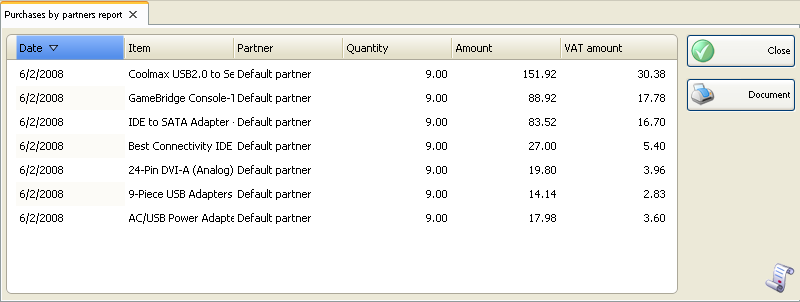 Purchases by partners report
Date Item Partner Quantity Amount VAT amount
6/2/2008 Coolmax USB2.0 to Se Default partner 9.00 151.92 30.38
6/2/2008 GameBridge Console-T Default partner 9.00 88.92 17.78
6/2/2008 IDE to SATA Adapter - Default partner 9.00 83.52 16.70
6/2/2008 Best Connectivity IDE Default partner 9.00 27.00 5.40
6/2/2008 24-Pin DVI-A (Analog) Default partner 9.00 19.80 3.96
6/2/2008 9-Piece USB Adapters Default partner 9.00 14.14 2.83
6/2/2008 AC/USB Power Adapte Default partner 9.00 17.98 3.60
Close
Document